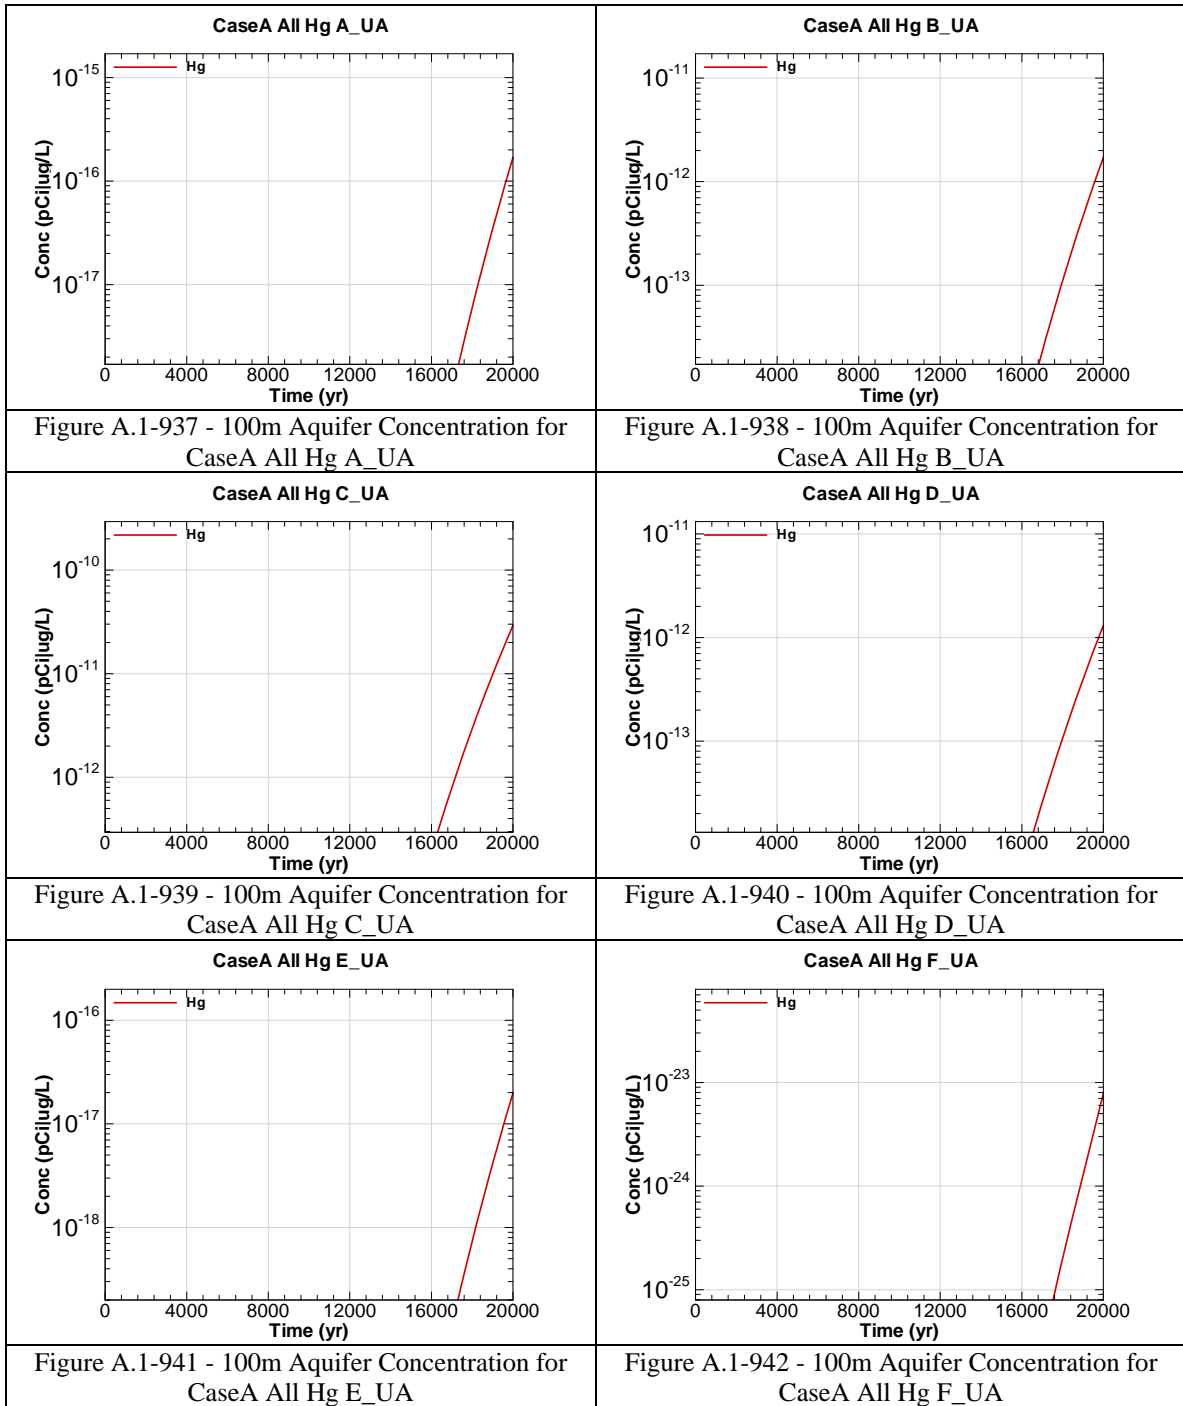 CaseA All Hg A_UA
Hg
10-15
10-16
10-17
Conc (pCi|ug/L)
0 4000 8000 12000 16000 20000
Time (yr)
Figure A.1-937 - 100m Aquifer Concentration for
CaseA All Hg A_UA
CaseA All Hg B_UA
Hg
10-11
10-12
10-13
Conc (pCi|ug/L)
0 4000 8000 12000 16000 20000
Time (yr)
Figure A.1-938 - 100m Aquifer Concentration for
CaseA All Hg B_UA
CaseA All Hg C_UA
Hg
10-10
10-11
10-12
Conc (pCi|ug/L)
0 4000 8000 12000 16000 20000
Time (yr)
Figure A.1-939 - 100m Aquifer Concentration for
CaseA All Hg C_UA
CaseA All Hg D_UA
Hg
10-11
10-12
10-13
Conc (pCi|ug/L)
0 4000 8000 12000 16000 20000
Time (yr)
Figure A.1-940 - 100m Aquifer Concentration for
CaseA All Hg D_UA
CaseA All Hg E_UA
Hg
10-16
10-17
10-18
Conc (pCi|ug/L)
0 4000 8000 12000 16000 20000
Time (yr)
Figure A.1-941 - 100m Aquifer Concentration for
CaseA All Hg E_UA
CaseA All Hg F_UA
Hg
10-23
10-24
10-25
Conc (pCi|ug/L)
0 4000 8000 12000 16000 20000
Time (yr)
Figure A.1-942 - 100m Aquifer Concentration for
CaseA All Hg F_UA